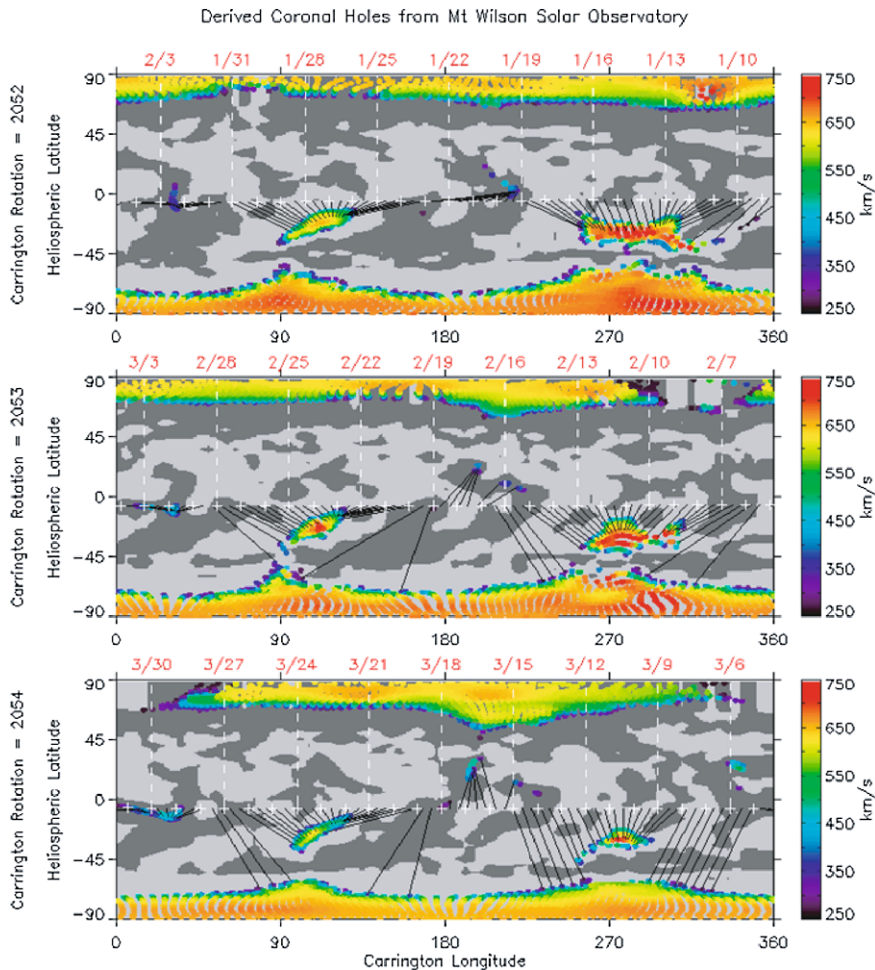 Derived Coronal Holes from Mt Wilson Solar Observatory
2/3 1/31 1/28 1/25 1/22 1/19 1/16 1/13 1/10
Carrington Rotation = 2052
Heliospheric Latitude
90
45
0
-45
-90
0 90 180 270 360
750
650
550
450
350
250
km/s
3/3 2/28 2/25 2/22 2/19 2/16 2/13 2/10 2/7
Carrington Rotation = 2053
Heliospheric Latitude
90
45
0
-45
-90
0 90 180 270 360
750
650
550
450
350
250
km/s
3/30 3/27 3/24 3/21 3/18 3/15 3/12 3/9 3/6
Carrington Rotation = 2054
Heliospheric Latitude
90
45
0
-45
-90
0 90 180 270 360
750
650
550
450
350
250
km/s
Carrington Longitude